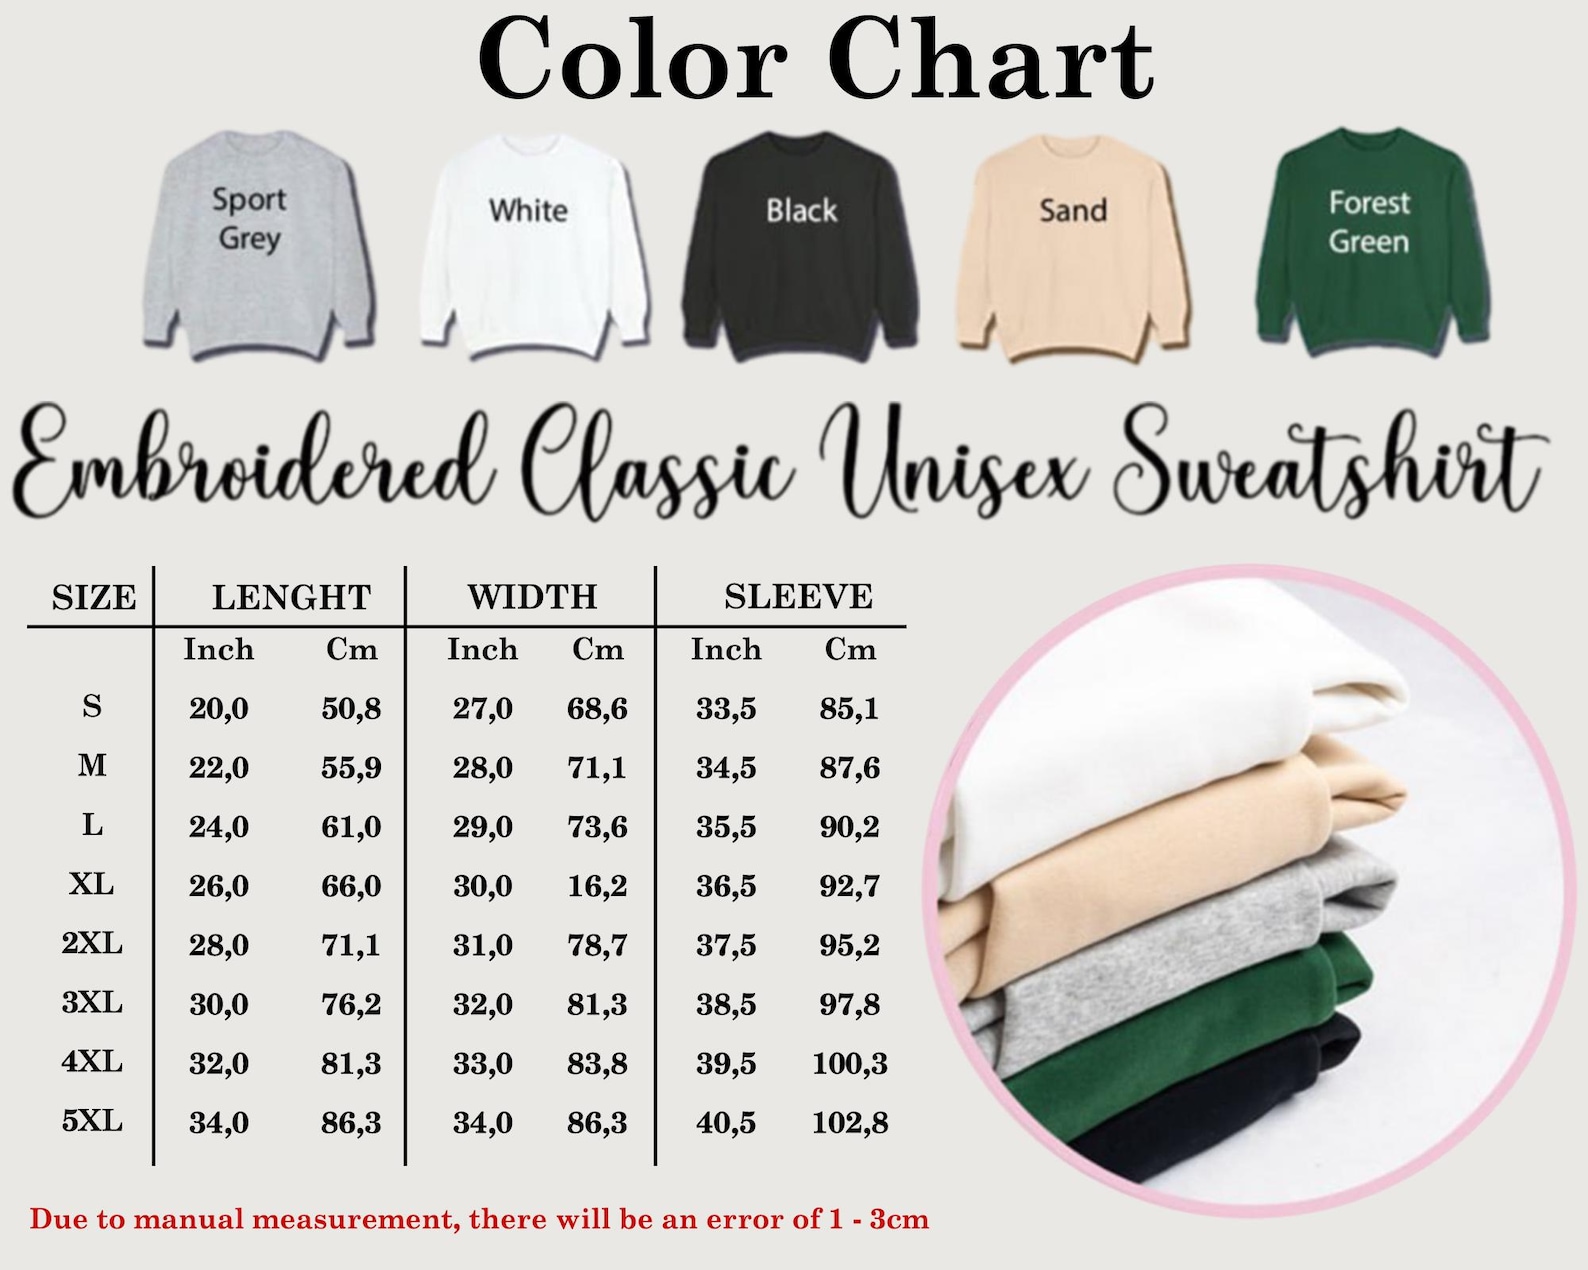 Color Chart
Sport
Grey
White
Black
Sand
Forest
Green
Embroidered Classic Unisex Sweatshirt
SIZE LENGHT WIDTH SLEEVE
Inch Cm Inch Cm Inch Cm
S 20,0 50,8 27,0 68,6 33,5 85,1
M 22,0 55,9 28,0 71,1 34,5 87,6
L 24,0 61,0 29,0 73,6 35,5 90,2
XL 26,0 66,0 30,0 16,2 36,5 92,7
2XL 28,0 71,1 31,0 78,7 37,5 95,2
3XL 30,0 76,2 32,0 81,3 38,5 97,8
4XL 32,0 81,3 33,0 83,8 39,5 100,3
5XL 34,0 86,3 34,0 86,3 40,5 102,8
Due to manual measurement, there will be an error of 1 - 3cm